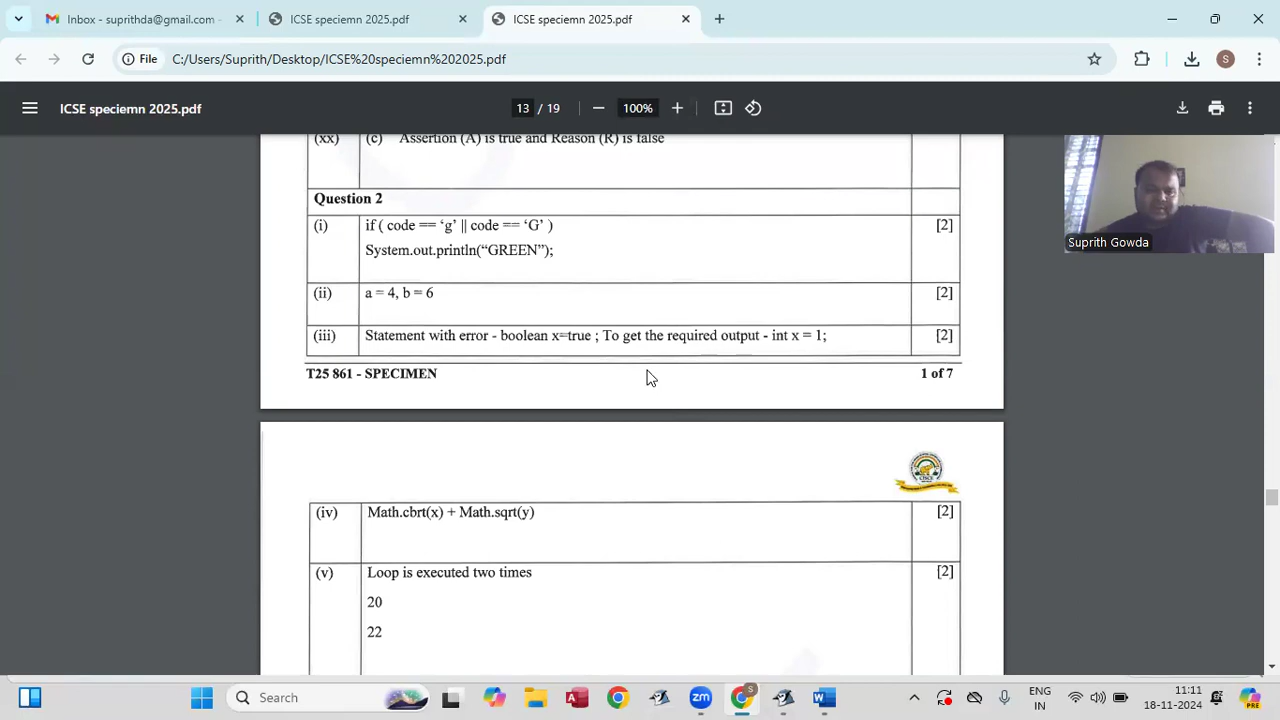 Inbox - suprithda@gmail.com -
ICSE speciemn 2025.pdf
ICSE speciemn 2025.pdf
File
C:/Users/Suprith/Desktop/ICSE%20speciemn%202025.pdf
S
ICSE speciemn 2025.pdf
13 / 19
100%
(xx) (c) Assertion (A) is true and Reason (R) is false
Suprith Gowda
Question 2
(i) if ( code == ‘g’ || code == ‘G’ ) [2]
System.out.println(“GREEN”);
(ii) a = 4, b = 6 [2]
(iii) Statement with error - boolean x=true ; To get the required output - int x = 1; [2]
T25 861 - SPECIMEN 1 of 7
CISCE
(iv) Math.cbrt(x) + Math.sqrt(y) [2]
(v) Loop is executed two times [2]
20
22
Search
ENG
IN
11:11
18-11-2024
PRE